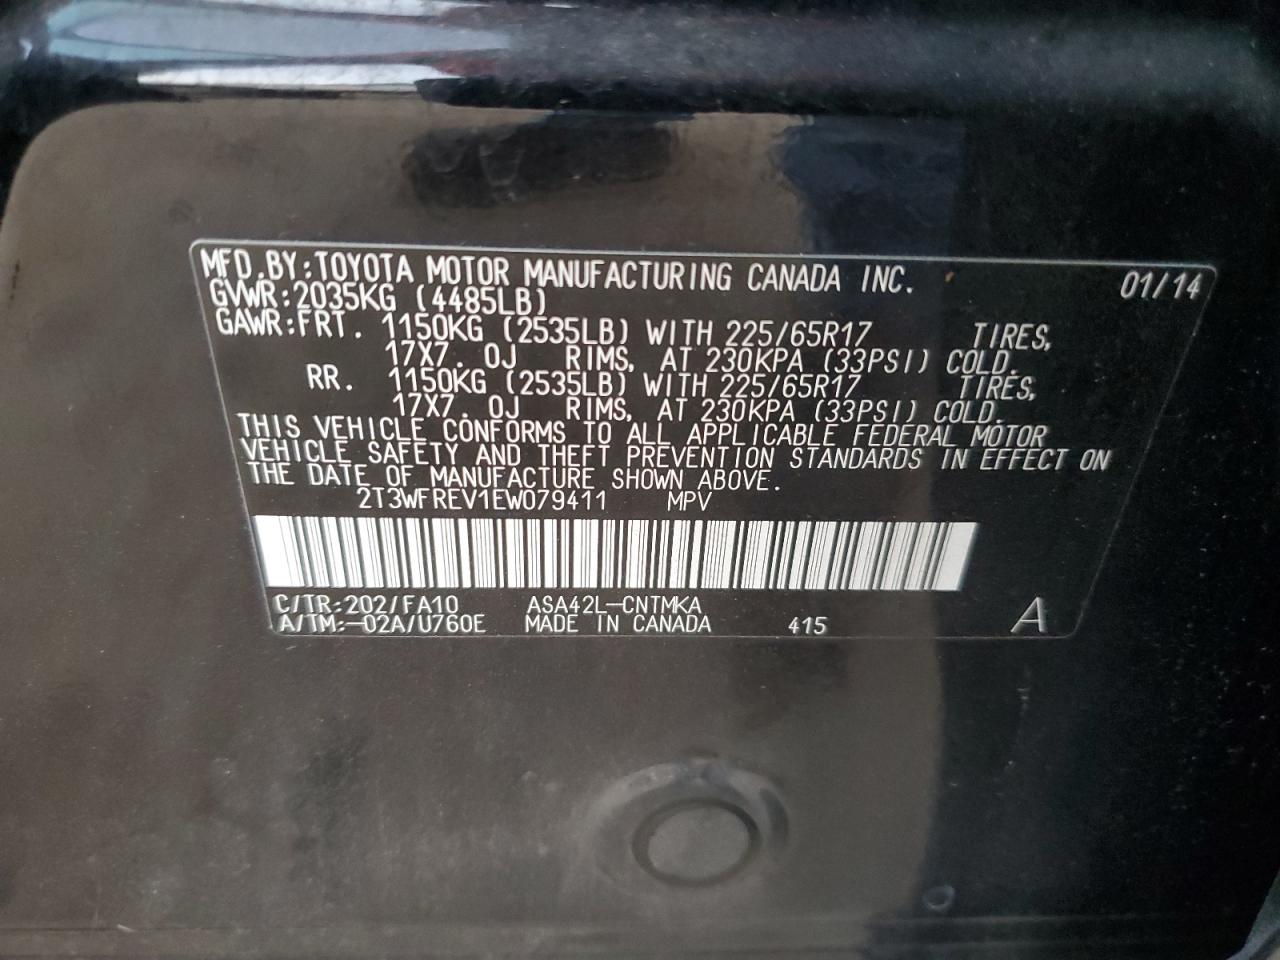 MFD.BY:TOYOTA MOTOR MANUFACTURING CANADA INC. 01/14
GVWR:2035KG (4485LB)
GAWR:FRT. 1150KG (2535LB) WITH 225/65R17 TIRES,
17X7. 0J RIMS, AT 230KPA (33PSI) COLD.
RR. 1150KG (2535LB) WITH 225/65R17 TIRES,
17X7. 0J RIMS, AT 230KPA (33PSI) COLD.
THIS VEHICLE CONFORMS TO ALL APPLICABLE FEDERAL MOTOR
VEHICLE SAFETY AND THEFT PREVENTION STANDARDS IN EFFECT ON
THE DATE OF MANUFACTURE SHOWN ABOVE.
2T3WFREV1EW079411 MPV
C/TR:202/FA10 ASA42L-CNTMKA
A/TM:-02A/U760E MADE IN CANADA 415 A